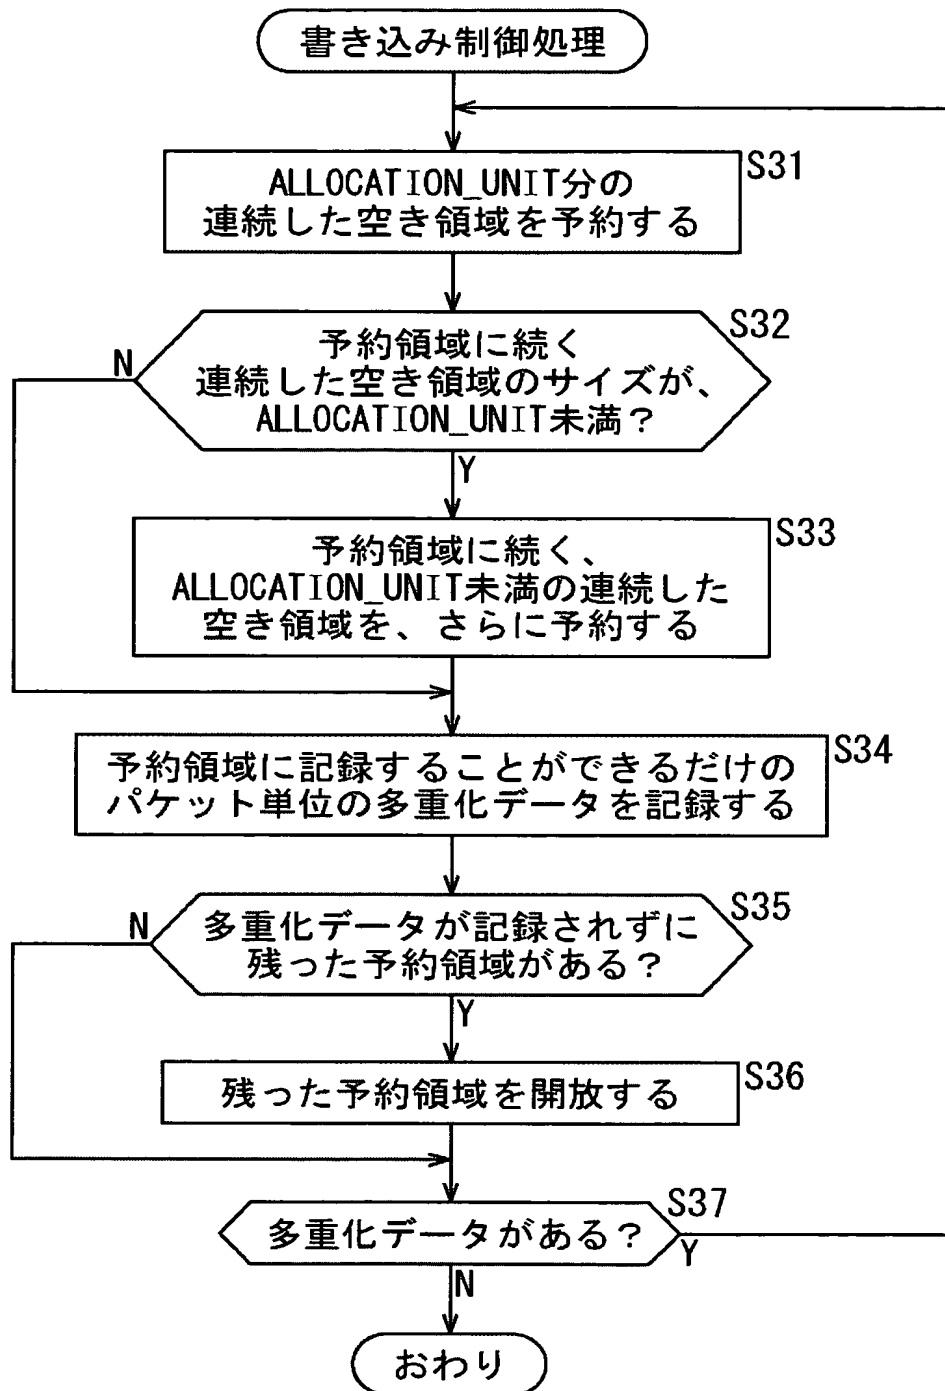 書き込み制御処理
S31
ALLOCATION_UNIT分の
連続した空き領域を予約する
S32
予約領域に続く
連続した空き領域のサイズが、
ALLOCATION_UNIT未満？
N
Y
S33
予約領域に続く、
ALLOCATION_UNIT未満の連続した
空き領域を、さらに予約する
S34
予約領域に記録することができるだけの
パケット単位の多重化データを記録する
S35
多重化データが記録されずに
残った予約領域がある？
N
Y
S36
残った予約領域を開放する
S37
多重化データがある？
Y
N
おわり